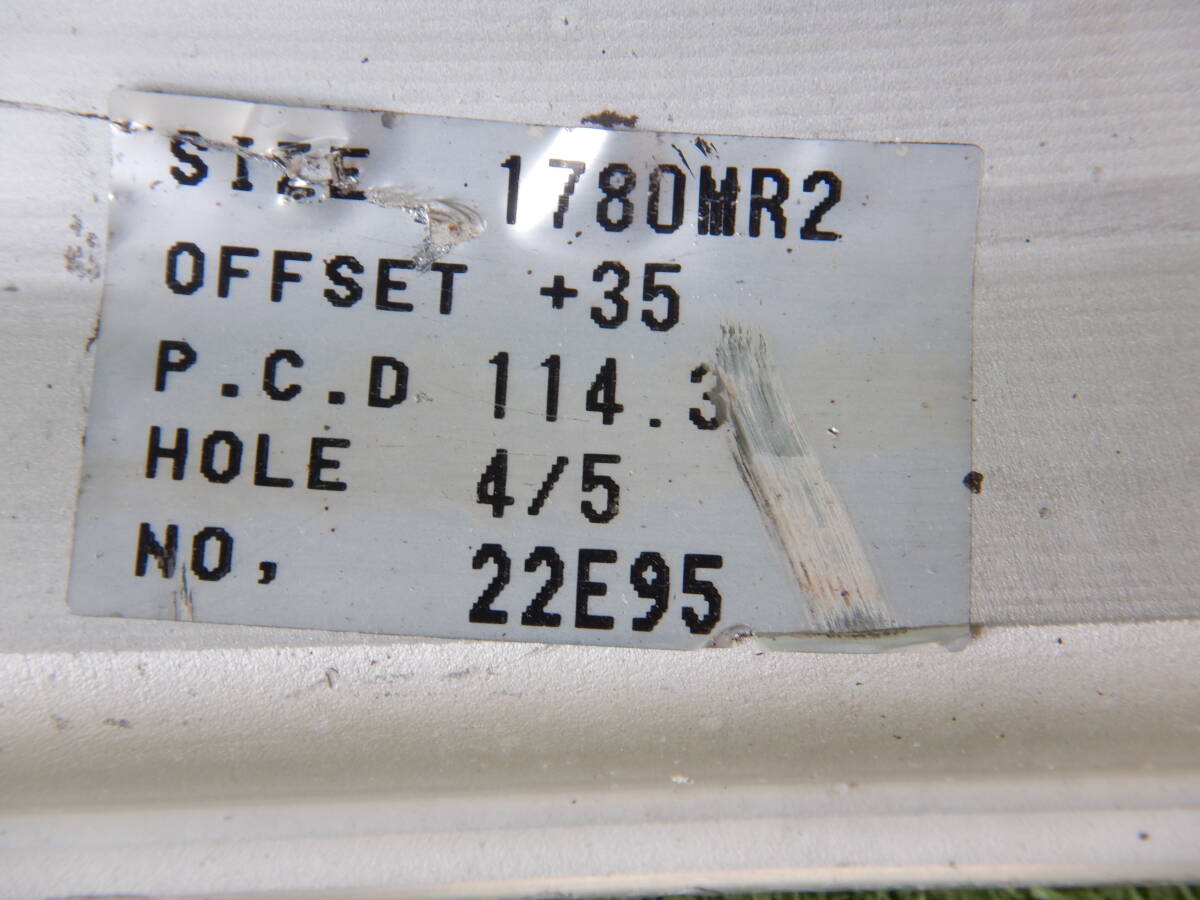 SIZE 1780MR2
OFFSET +35
P.C.D 114.3
HOLE 4/5
NO, 22E95